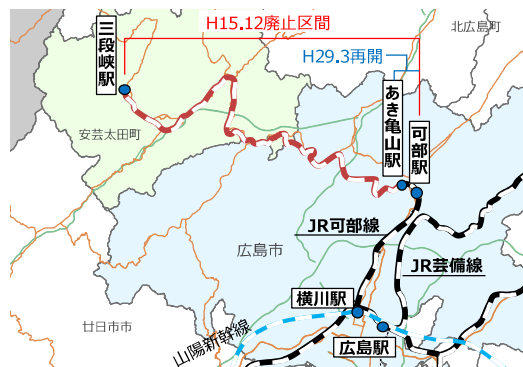 H15.12廃止区間
北広島町
三段峡駅
H29.3再開
あき亀山駅
可部駅
安芸太田町
JR可部線
広島市
JR芸備線
横川駅
廿日市市
山陽新幹線
広島駅